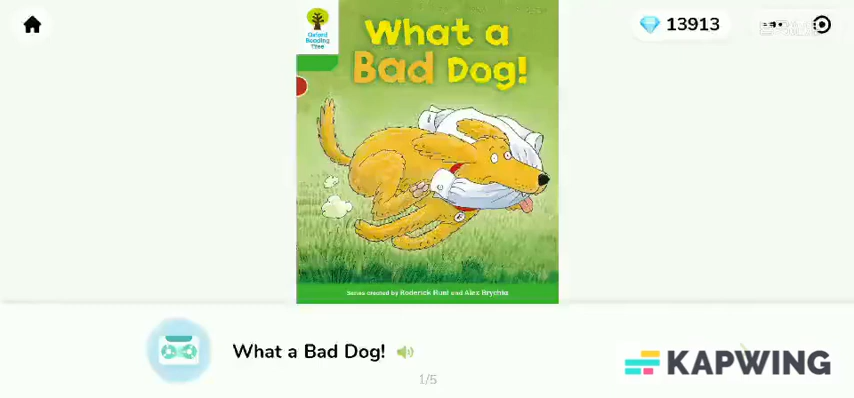 13913
Oxford
Reading
Tree
What a
Bad Dog!
Series created by Roderick Hunt and Alex Brychta
What a Bad Dog!
1/5
KAPWING